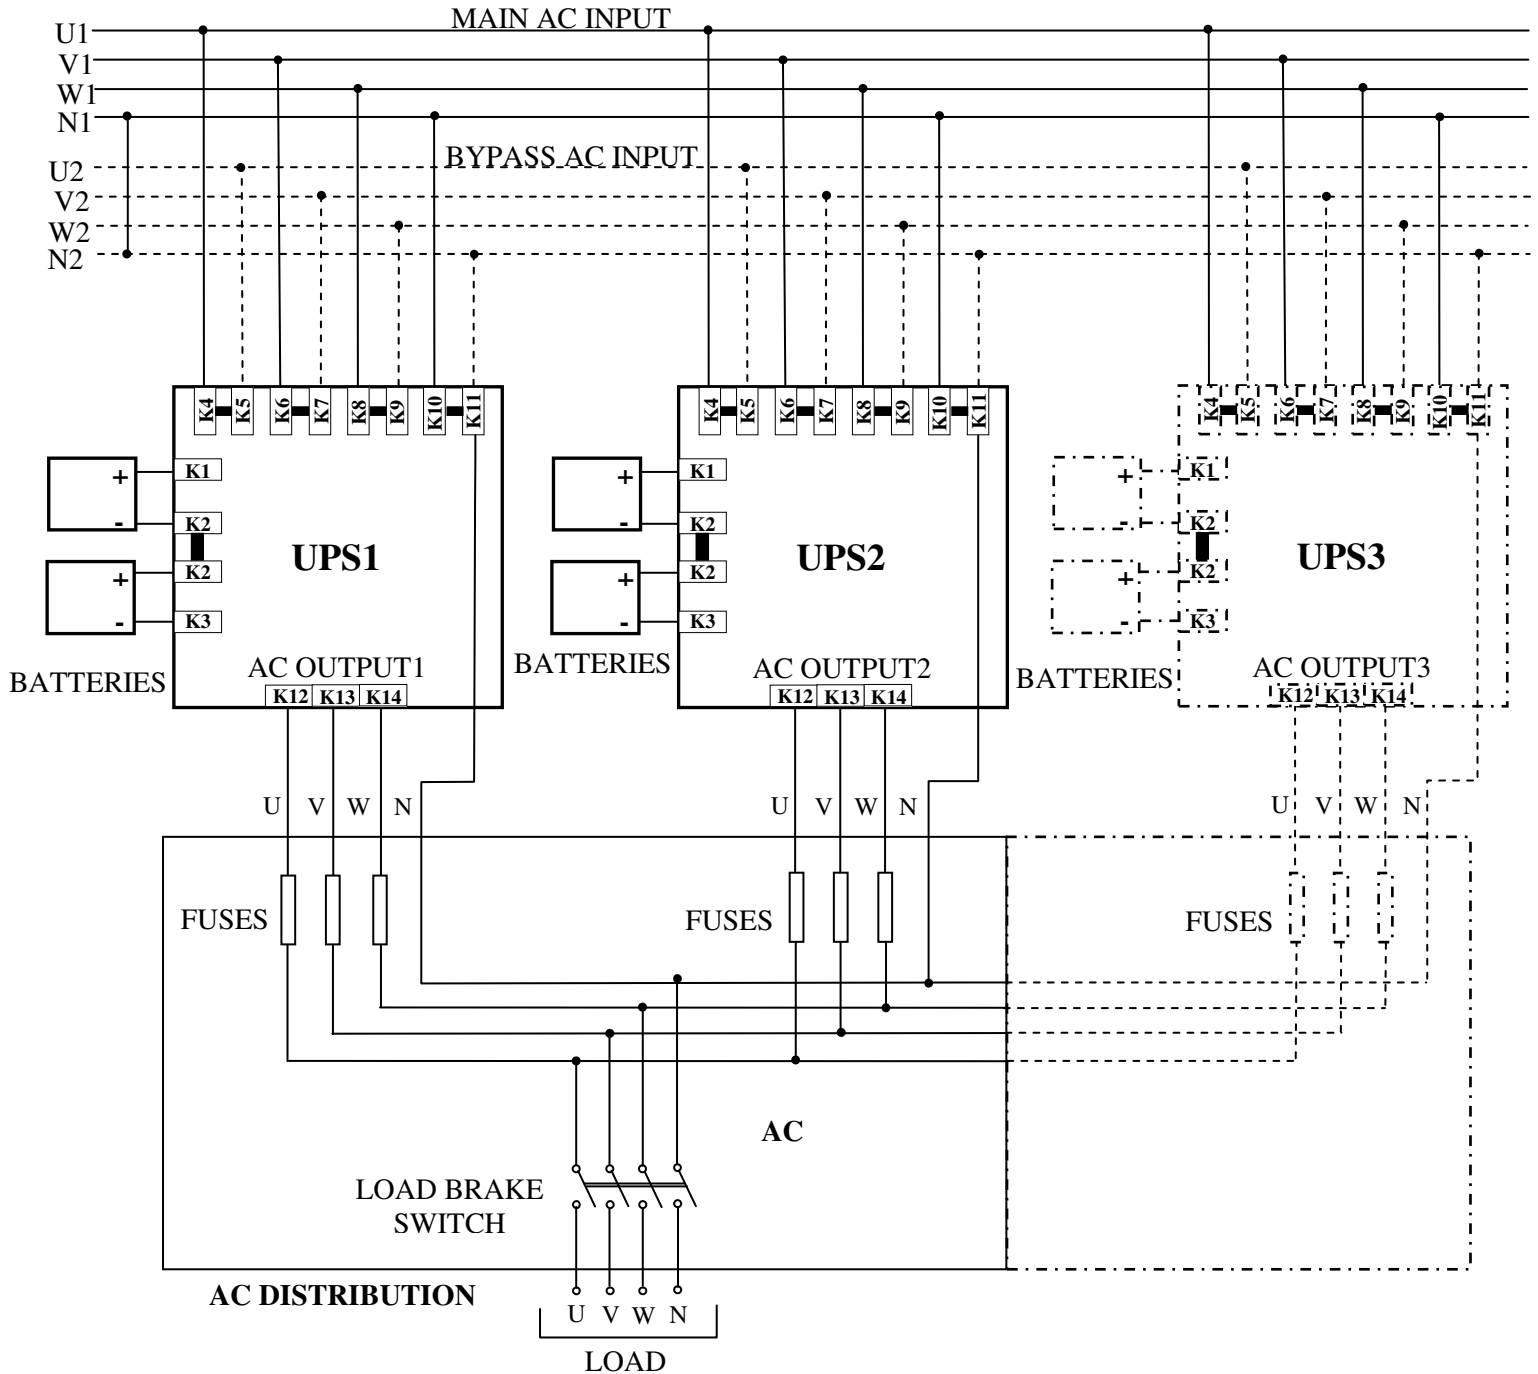 MAIN AC INPUT
U1
V1
W1
N1
BYPASS AC INPUT
U2
V2
W2
N2
K4 K5 K6 K7 K8 K9 K10 K11
K1
+
-
K2
UPS1
+
K2
-
K3
BATTERIES
AC OUTPUT1
K12 K13 K14
K4 K5 K6 K7 K8 K9 K10 K11
K1
+
-
K2
UPS2
+
K2
-
K3
BATTERIES
AC OUTPUT2
K12 K13 K14
K4 K5 K6 K7 K8 K9 K10 K11
K1
+
-
K2
UPS3
+
K2
-
K3
BATTERIES
AC OUTPUT3
K12 K13 K14
U V W N
U V W N
U V W N
FUSES
FUSES
FUSES
AC
LOAD BRAKE
SWITCH
AC DISTRIBUTION
U V W N
LOAD